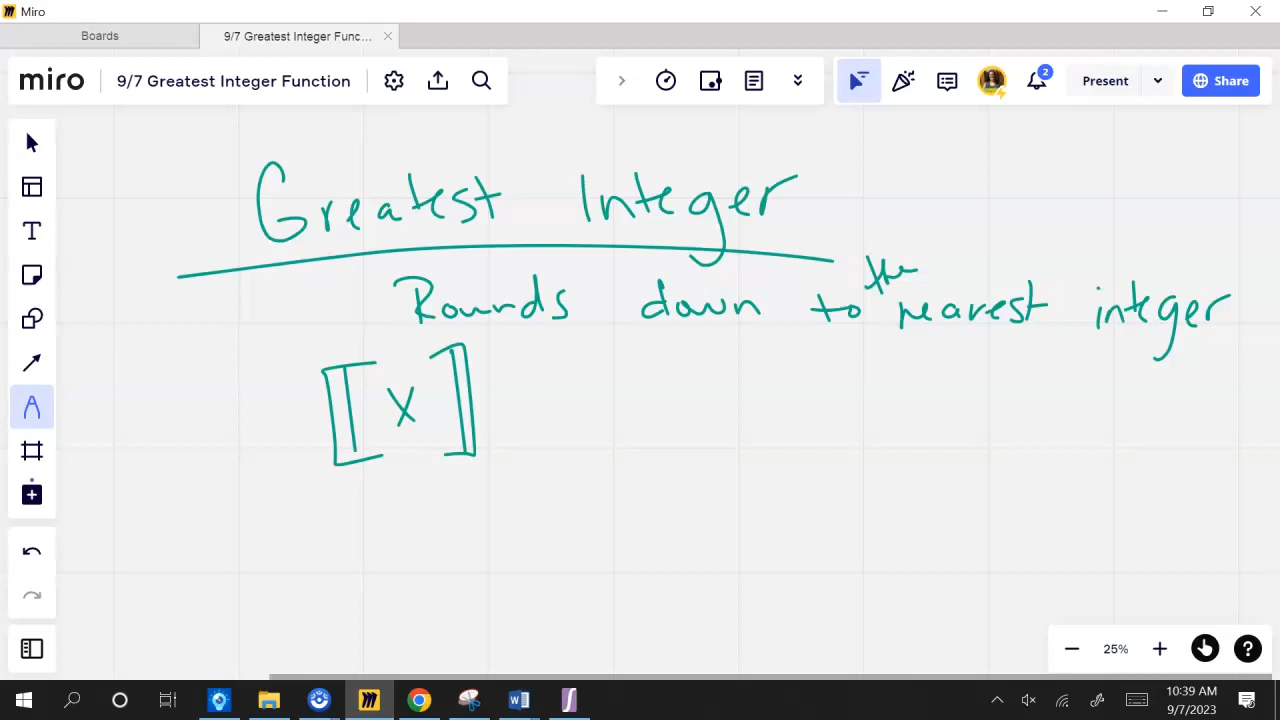 Miro
Boards
9/7 Greatest Integer Func...
miro
9/7 Greatest Integer Function
2
Present
Share
Greatest Integer
the
Rounds down to nearest integer
[[ X ]]
25%
10:39 AM
9/7/2023